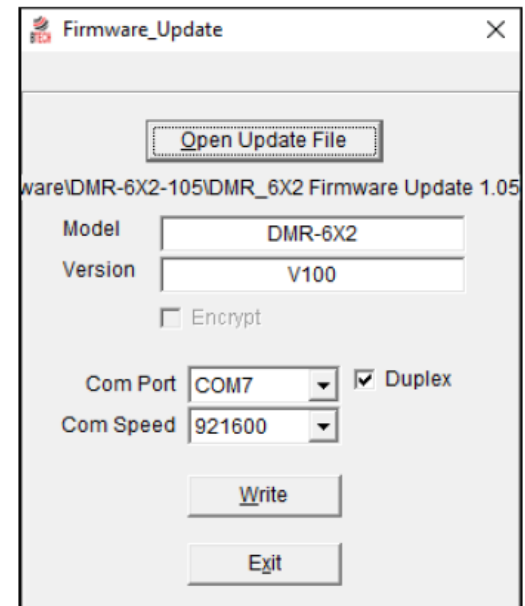 Firmware_Update
Open Update File
ware\DMR-6X2-105\DMR_6X2 Firmware Update 1.05
Model DMR-6X2
Version V100
Encrypt
Com Port COM7 Duplex
Com Speed 921600
Write
Exit